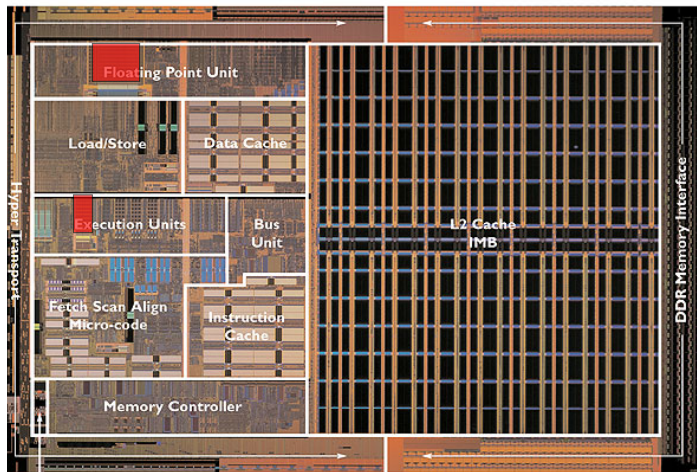 Floating Point Unit
Load/Store
Data Cache
Execution Units
Bus
Unit
L2 Cache
IMB
Fetch Scan Align
Micro-code
Instruction
Cache
Memory Controller
Hyper Transport
DDR Memory Interface